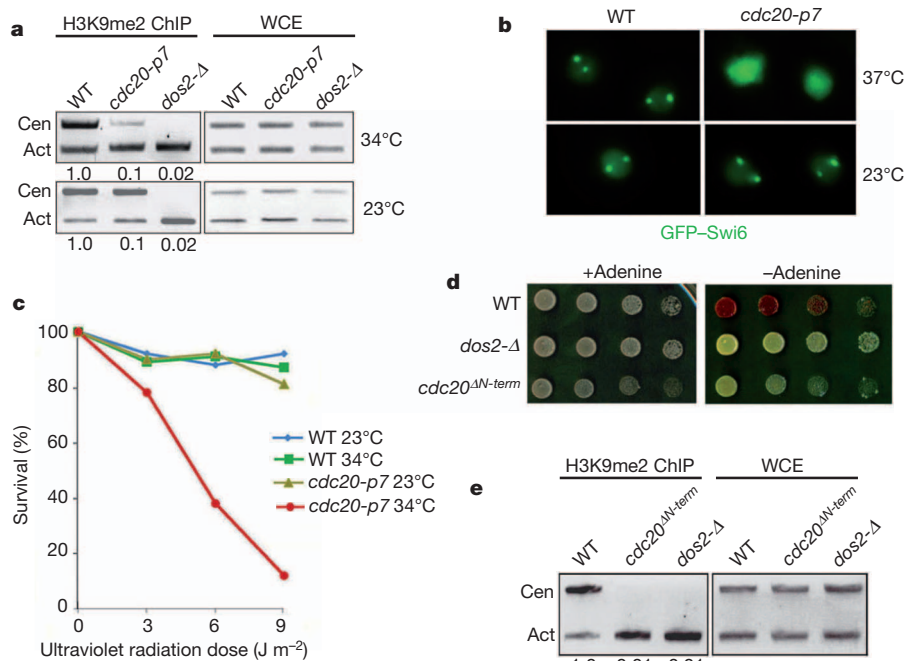 a
H3K9me2 ChIP WCE
WT cdc20-p7 dos2-Δ WT cdc20-p7 dos2-Δ
Cen
Act
34°C
1.0 0.1 0.02
Cen
Act
23°C
1.0 0.1 0.02
b
WT cdc20-p7
37°C
23°C
GFP–Swi6
c
100
80
60
40
20
0
0 3 6 9
Survival (%)
Ultraviolet radiation dose (J m–2)
WT 23°C
WT 34°C
cdc20-p7 23°C
cdc20-p7 34°C
d
+Adenine –Adenine
WT
dos2-Δ
cdc20ΔN-term
e
H3K9me2 ChIP WCE
WT cdc20ΔN-term dos2-Δ WT cdc20ΔN-term dos2-Δ
Cen
Act